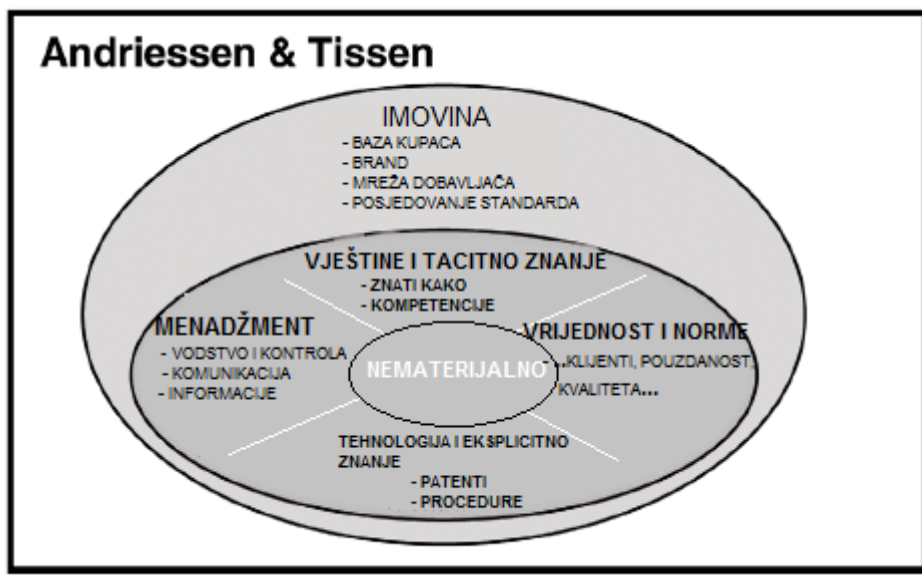 Andriessen & Tissen
IMOVINA
- BAZA KUPACA
- BRAND
- MREŽA DOBAVLJAČA
- POSJEDOVANJE STANDARDA
VJEŠTINE I TACITNO ZNANJE
- ZNATI KAKO
- KOMPETENCIJE
MENADŽMENT
- VODSTVO I KONTROLA
- KOMUNIKACIJA
- INFORMACIJE
VRIJEDNOST I NORME
- ...KLIJENTI, POUZDANOST,
KVALITETA...
NEMATERIJALNO
TEHNOLOGIJA I EKSPLICITNO
ZNANJE
- PATENTI
- PROCEDURE